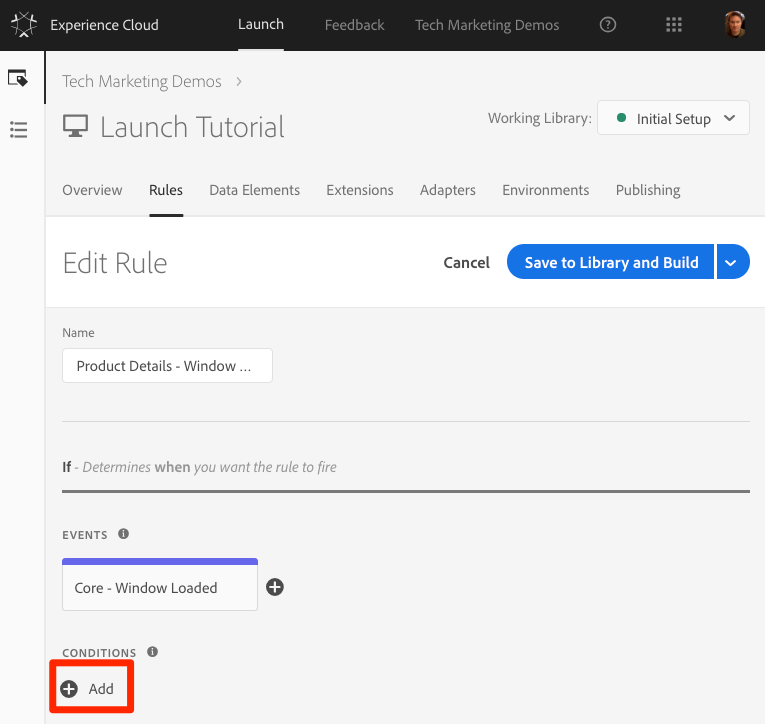 Experience Cloud Launch Feedback Tech Marketing Demos
Tech Marketing Demos
Launch Tutorial
Working Library: Initial Setup
Overview Rules Data Elements Extensions Adapters Environments Publishing
Edit Rule
Cancel Save to Library and Build
Name
Product Details - Window ...
If - Determines when you want the rule to fire
EVENTS
Core - Window Loaded
CONDITIONS
Add